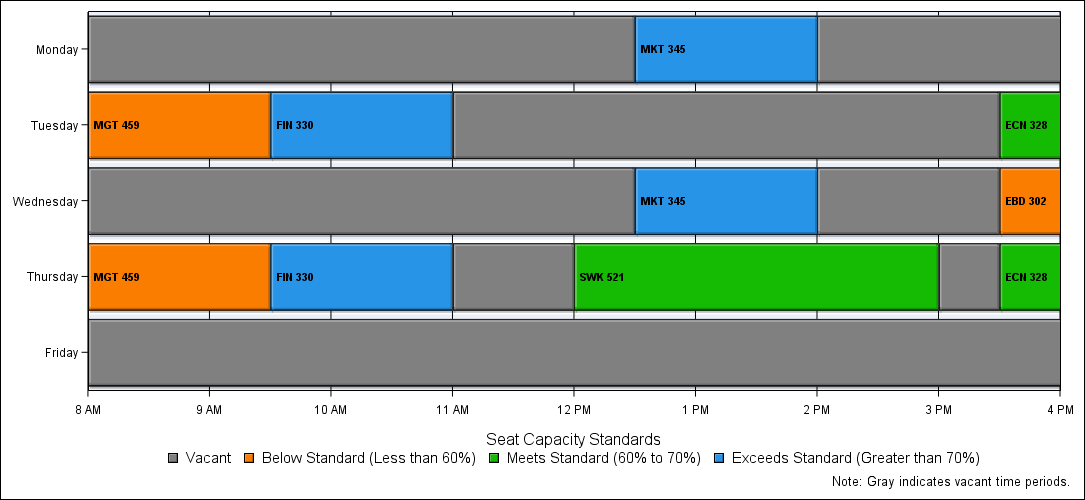 Monday
MKT 345
Tuesday
MGT 459 FIN 330 ECN 328
Wednesday
MKT 345 EBD 302
Thursday
MGT 459 FIN 330 SWK 521 ECN 328
Friday
8 AM 9 AM 10 AM 11 AM 12 PM 1 PM 2 PM 3 PM 4 PM
Seat Capacity Standards
Vacant Below Standard (Less than 60%) Meets Standard (60% to 70%) Exceeds Standard (Greater than 70%)
Note: Gray indicates vacant time periods.